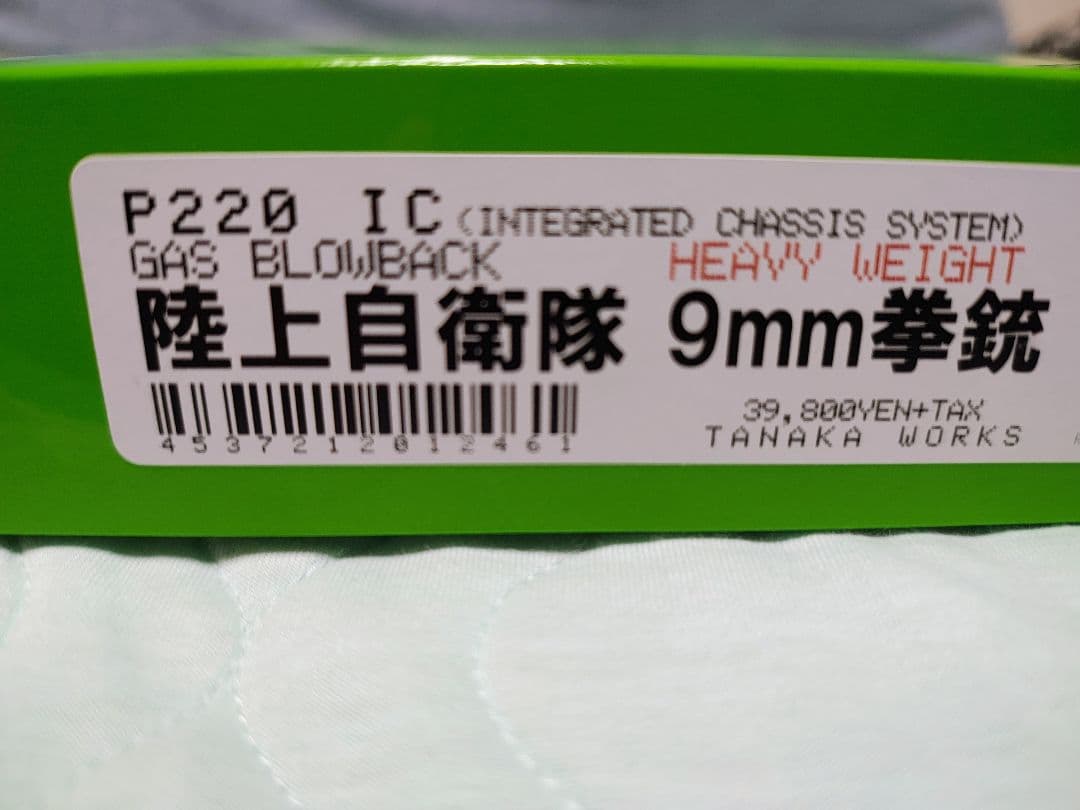 P220 IC (INTEGRATED CHASSIS SYSTEM)
GAS BLOWBACK HEAVY WEIGHT
陸上自衛隊 9mm拳銃
4537212012461
39,800YEN+TAX
TANAKA WORKS